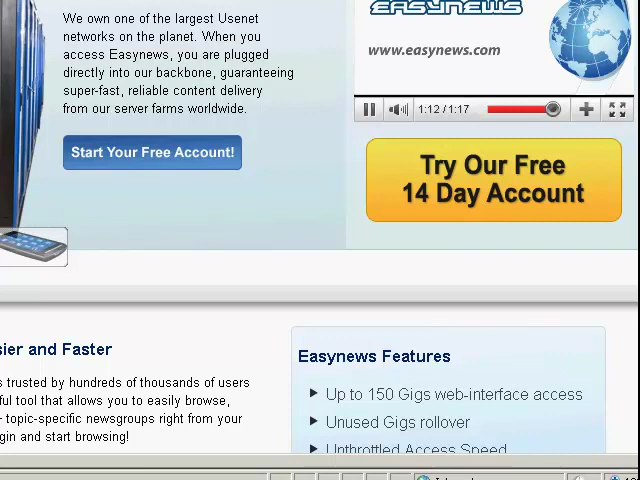 We own one of the largest Usenet
networks on the planet. When you
access Easynews, you are plugged
directly into our backbone, guaranteeing
super-fast, reliable content delivery
from our server farms worldwide.
Start Your Free Account!
EASYNEWS
www.easynews.com
1:12 / 1:17
Try Our Free
14 Day Account
sier and Faster
s trusted by hundreds of thousands of users
ful tool that allows you to easily browse,
topic-specific newsgroups right from your
gin and start browsing!
Easynews Features
Up to 150 Gigs web-interface access
Unused Gigs rollover
Unthrottled Access Speed